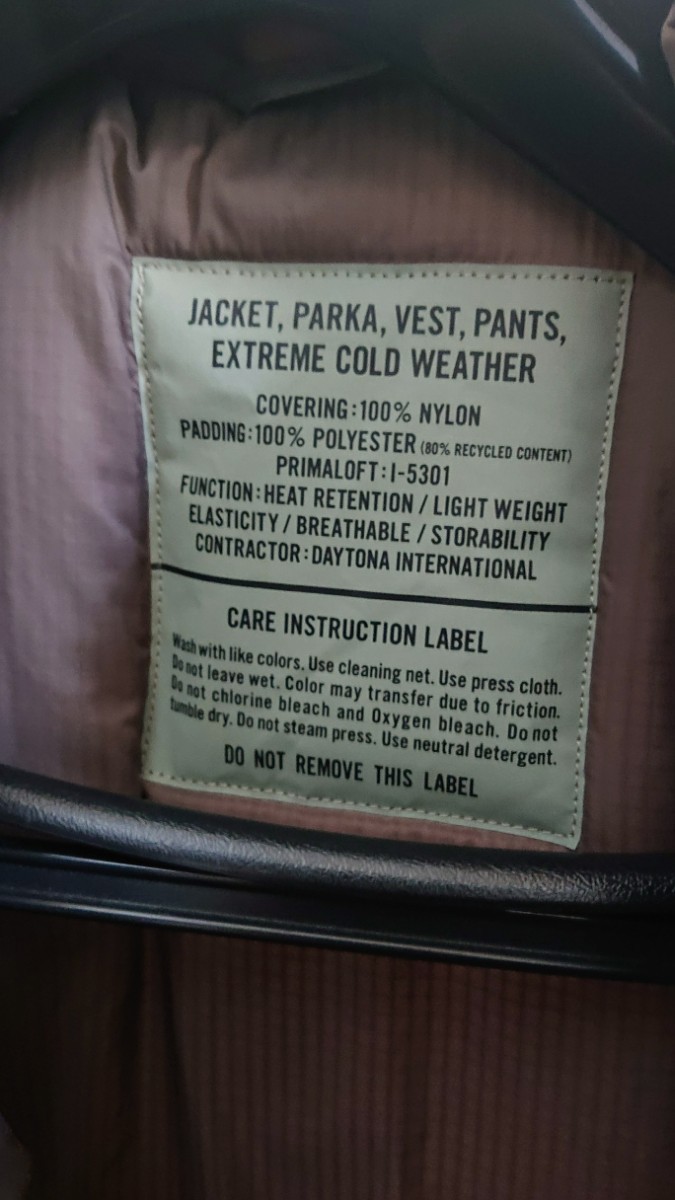 JACKET, PARKA, VEST, PANTS,
EXTREME COLD WEATHER
COVERING:100% NYLON
PADDING:100% POLYESTER (80% RECYCLED CONTENT)
PRIMALOFT:I-5301
FUNCTION:HEAT RETENTION / LIGHT WEIGHT
ELASTICITY / BREATHABLE / STORABILITY
CONTRACTOR:DAYTONA INTERNATIONAL
CARE INSTRUCTION LABEL
Wash with like colors. Use cleaning net. Use press cloth.
Do not leave wet. Color may transfer due to friction.
Do not chlorine bleach and Oxygen bleach. Do not
tumble dry. Do not steam press. Use neutral detergent.
DO NOT REMOVE THIS LABEL